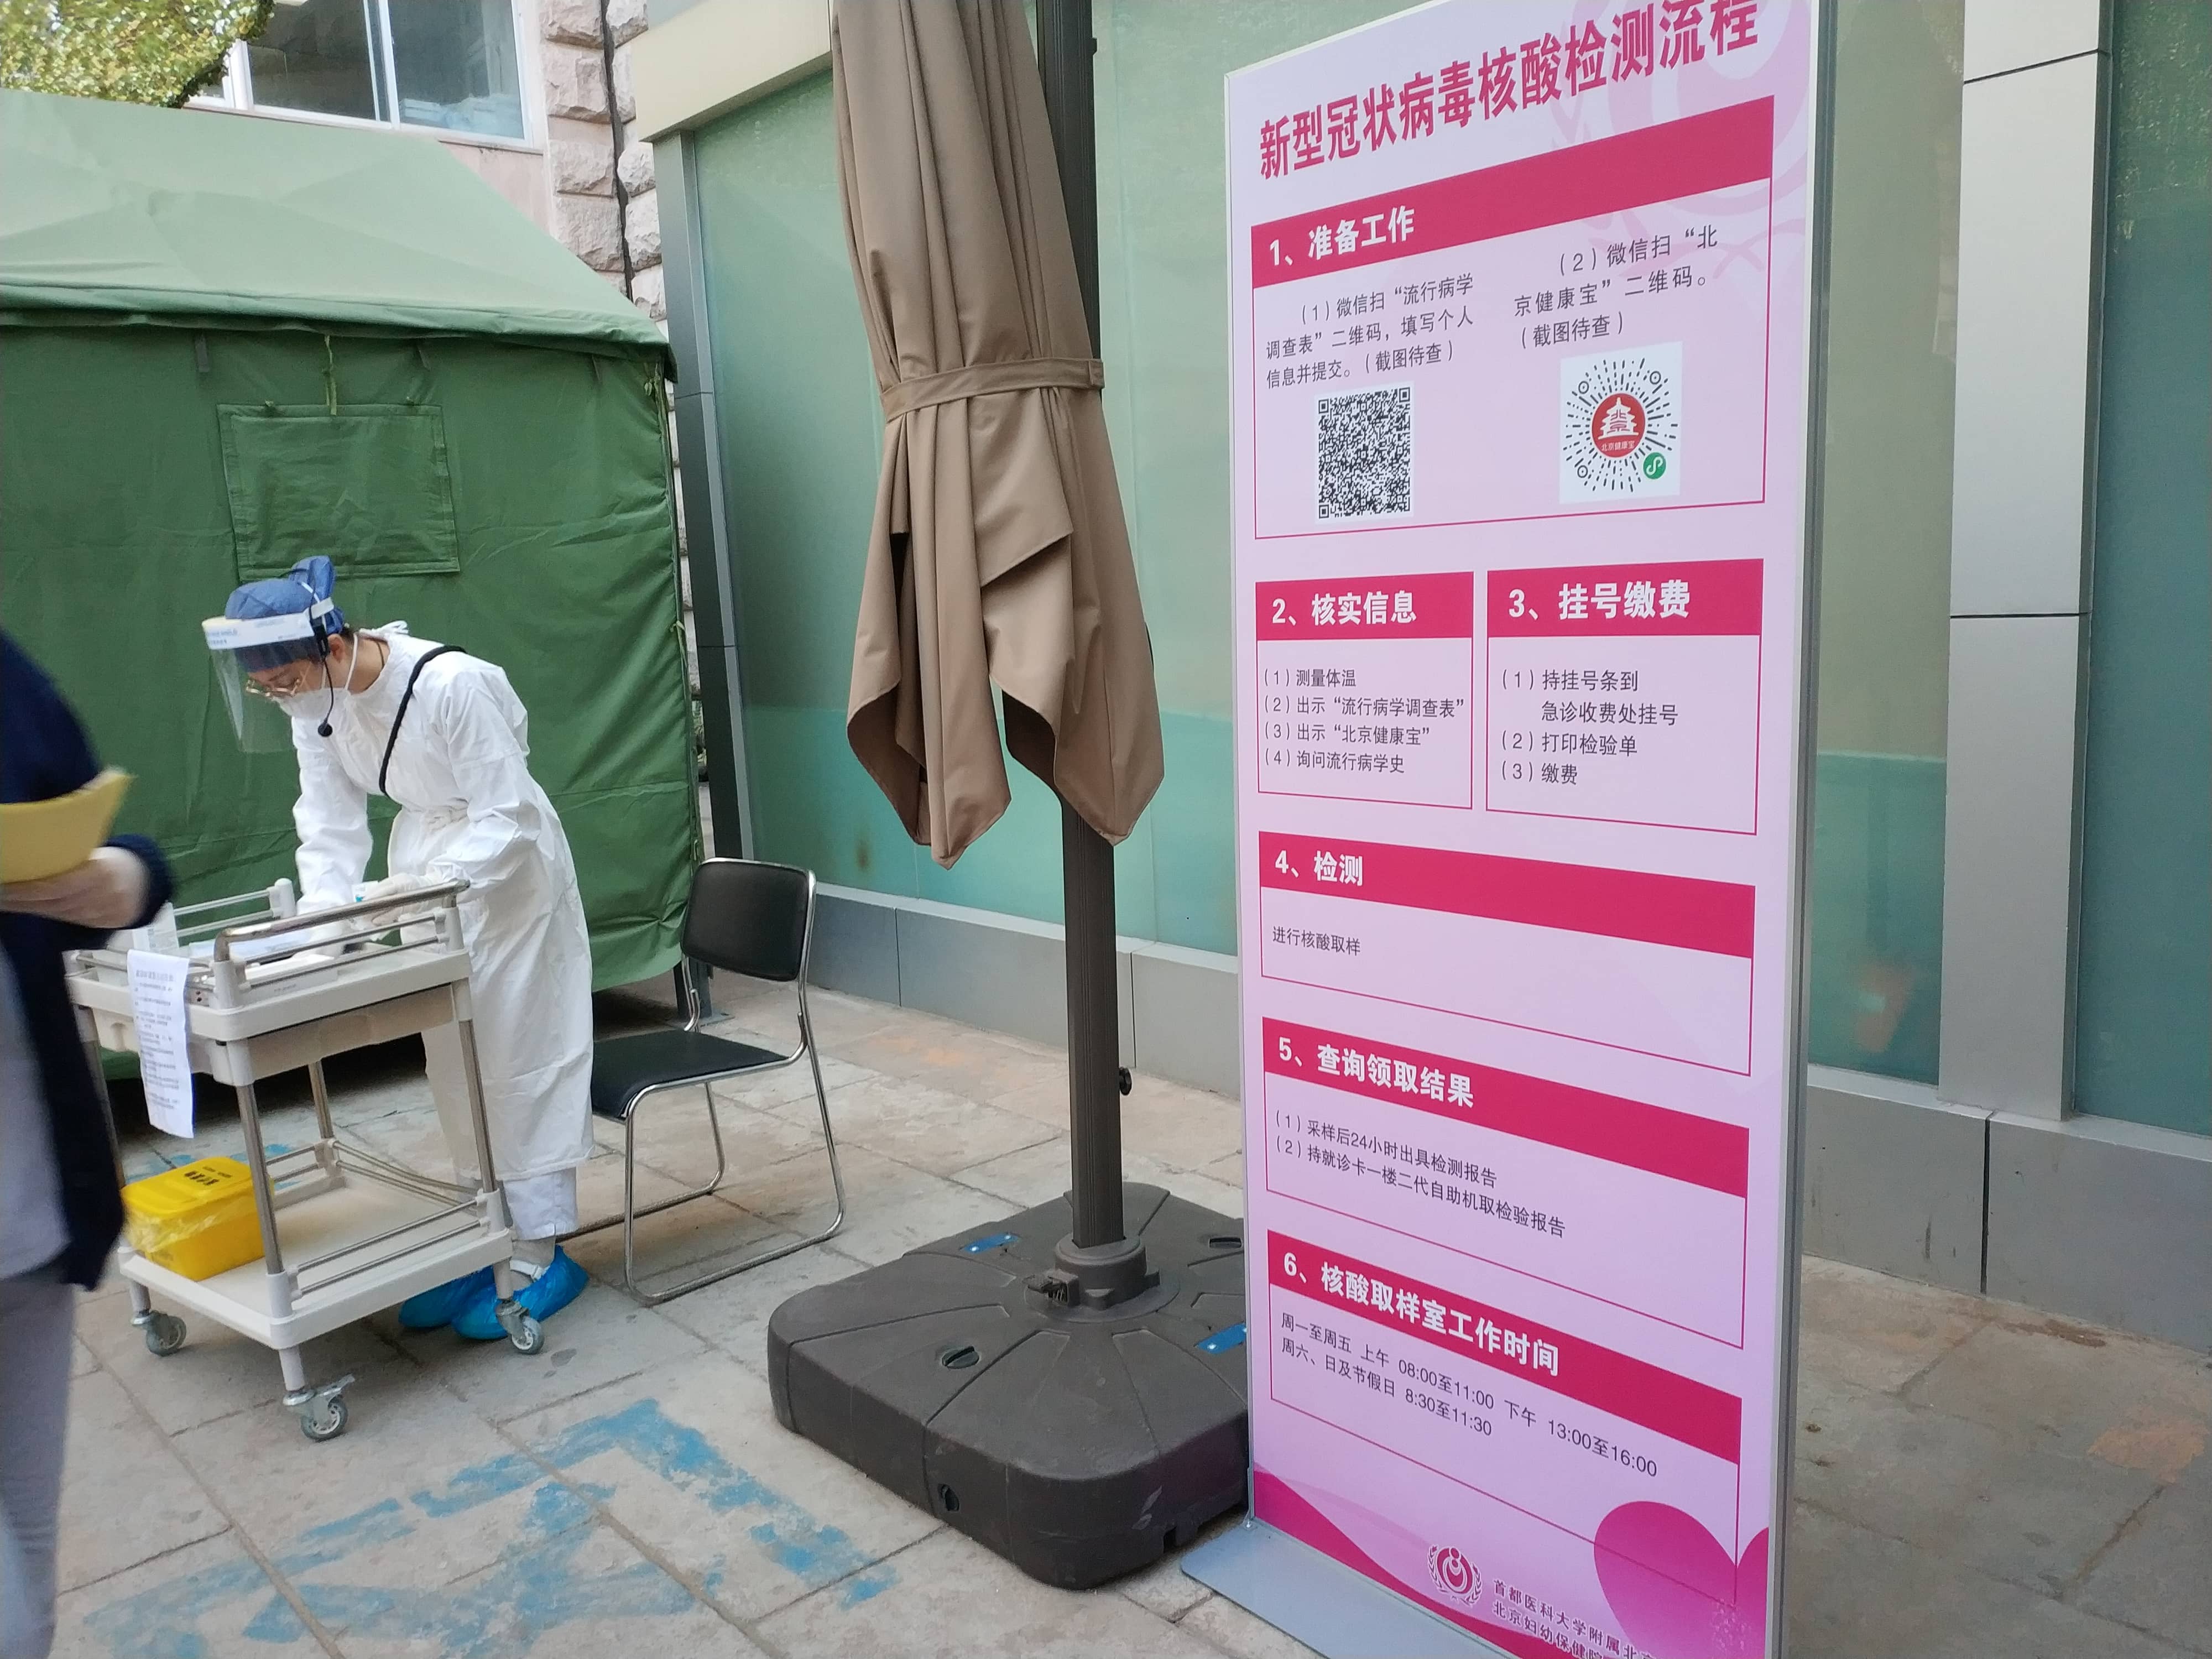 新型冠状病毒核酸检测流程
1、准备工作
（1）微信扫“流行病学
调查表”二维码，填写个人
信息并提交。（截图待查）
（2）微信扫“北
京健康宝”二维码。
（截图待查）
北京健康宝
2、核实信息
（1）测量体温
（2）出示“流行病学调查表”
（3）出示“北京健康宝”
（4）询问流行病学史
3、挂号缴费
（1）持挂号条到
急诊收费处挂号
（2）打印检验单
（3）缴费
4、检测
进行核酸取样
5、查询领取结果
（1）采样后24小时出具检测报告
（2）持就诊卡一楼二代自助机取检验报告
6、核酸取样室工作时间
周一至周五 上午 08:00至11:00 下午 13:00至16:00
周六、日及节假日 8:30至11:30
首都医科大学附属北
北京妇幼保健院